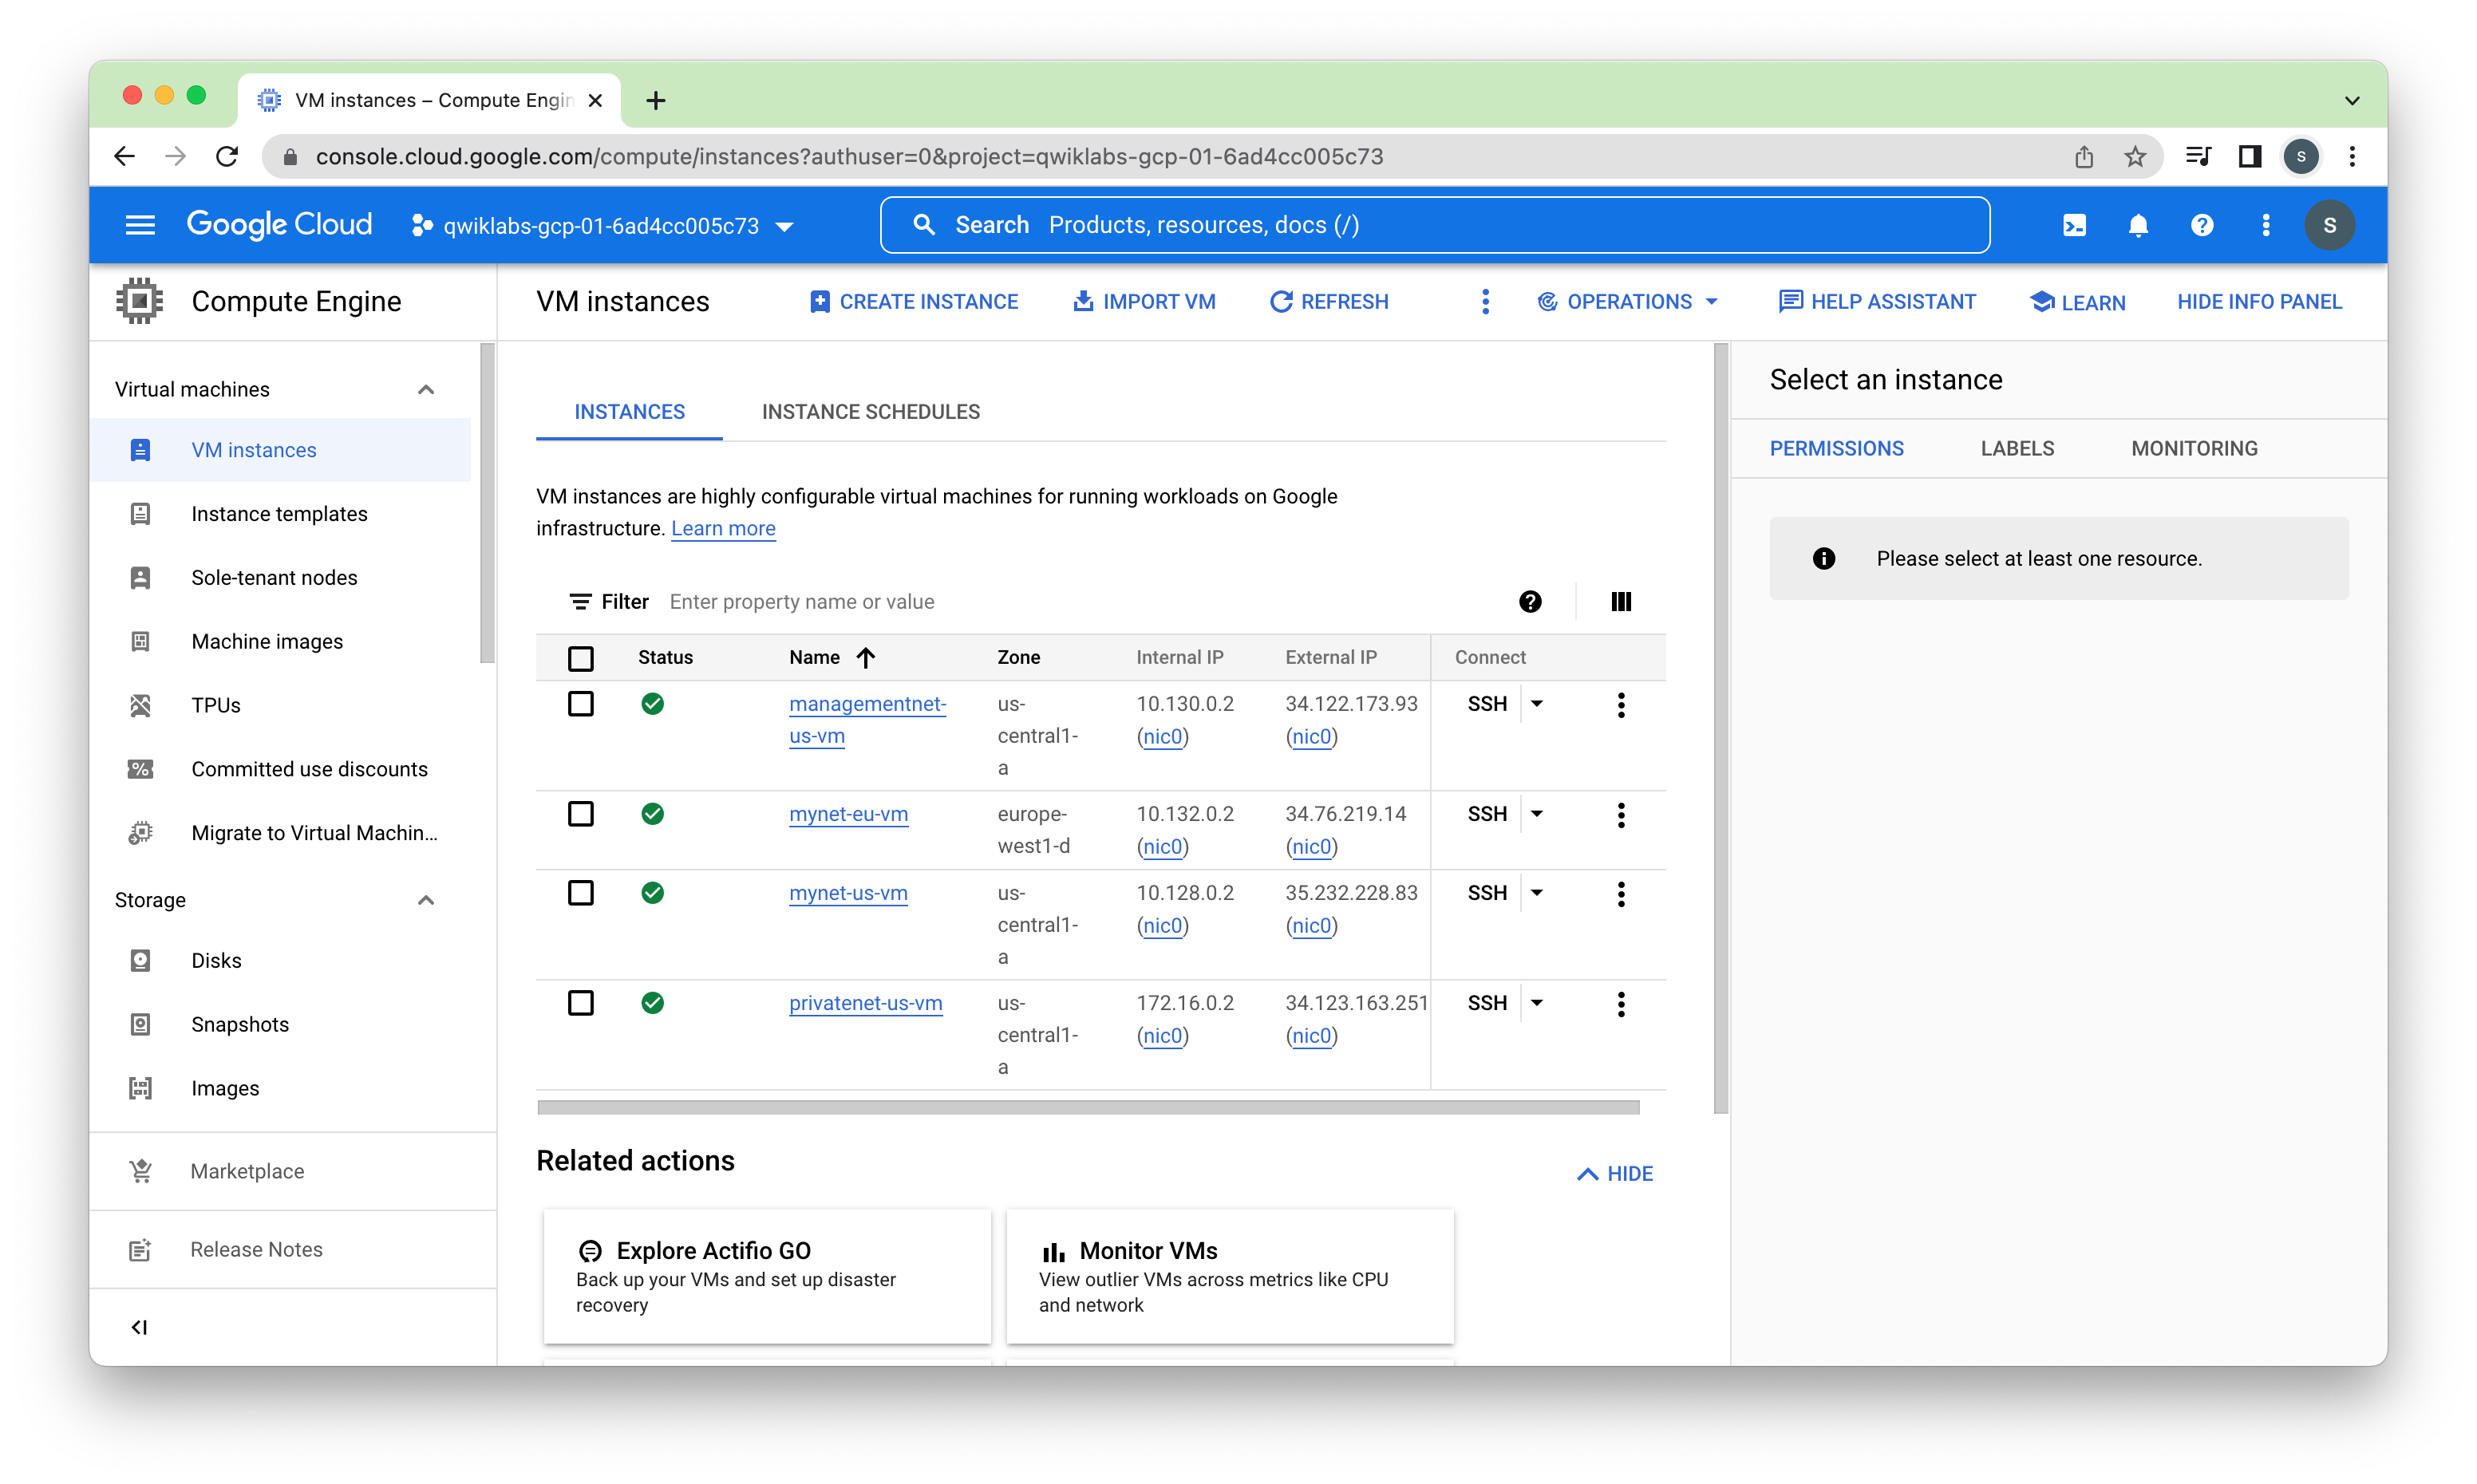 VM instances – Compute Engin
console.cloud.google.com/compute/instances?authuser=0&project=qwiklabs-gcp-01-6ad4cc005c73
S
Google Cloud
qwiklabs-gcp-01-6ad4cc005c73
Search Products, resources, docs (/)
S
Compute Engine
VM instances
CREATE INSTANCE
IMPORT VM
REFRESH
OPERATIONS
HELP ASSISTANT
LEARN
HIDE INFO PANEL
Virtual machines
VM instances
Instance templates
Sole-tenant nodes
Machine images
TPUs
Committed use discounts
Migrate to Virtual Machin...
Storage
Disks
Snapshots
Images
Marketplace
Release Notes
INSTANCES
INSTANCE SCHEDULES
VM instances are highly configurable virtual machines for running workloads on Google
infrastructure. Learn more
Filter Enter property name or value
Status Name Zone Internal IP External IP Connect
managementnet- us- 10.130.0.2 34.122.173.93 SSH
us-vm central1- (nic0) (nic0)
a
mynet-eu-vm europe- 10.132.0.2 34.76.219.14 SSH
west1-d (nic0) (nic0)
mynet-us-vm us- 10.128.0.2 35.232.228.83 SSH
central1- (nic0) (nic0)
a
privatenet-us-vm us- 172.16.0.2 34.123.163.251 SSH
central1- (nic0) (nic0)
a
Related actions
HIDE
Explore Actifio GO
Back up your VMs and set up disaster
recovery
Monitor VMs
View outlier VMs across metrics like CPU
and network
Select an instance
PERMISSIONS
LABELS
MONITORING
Please select at least one resource.